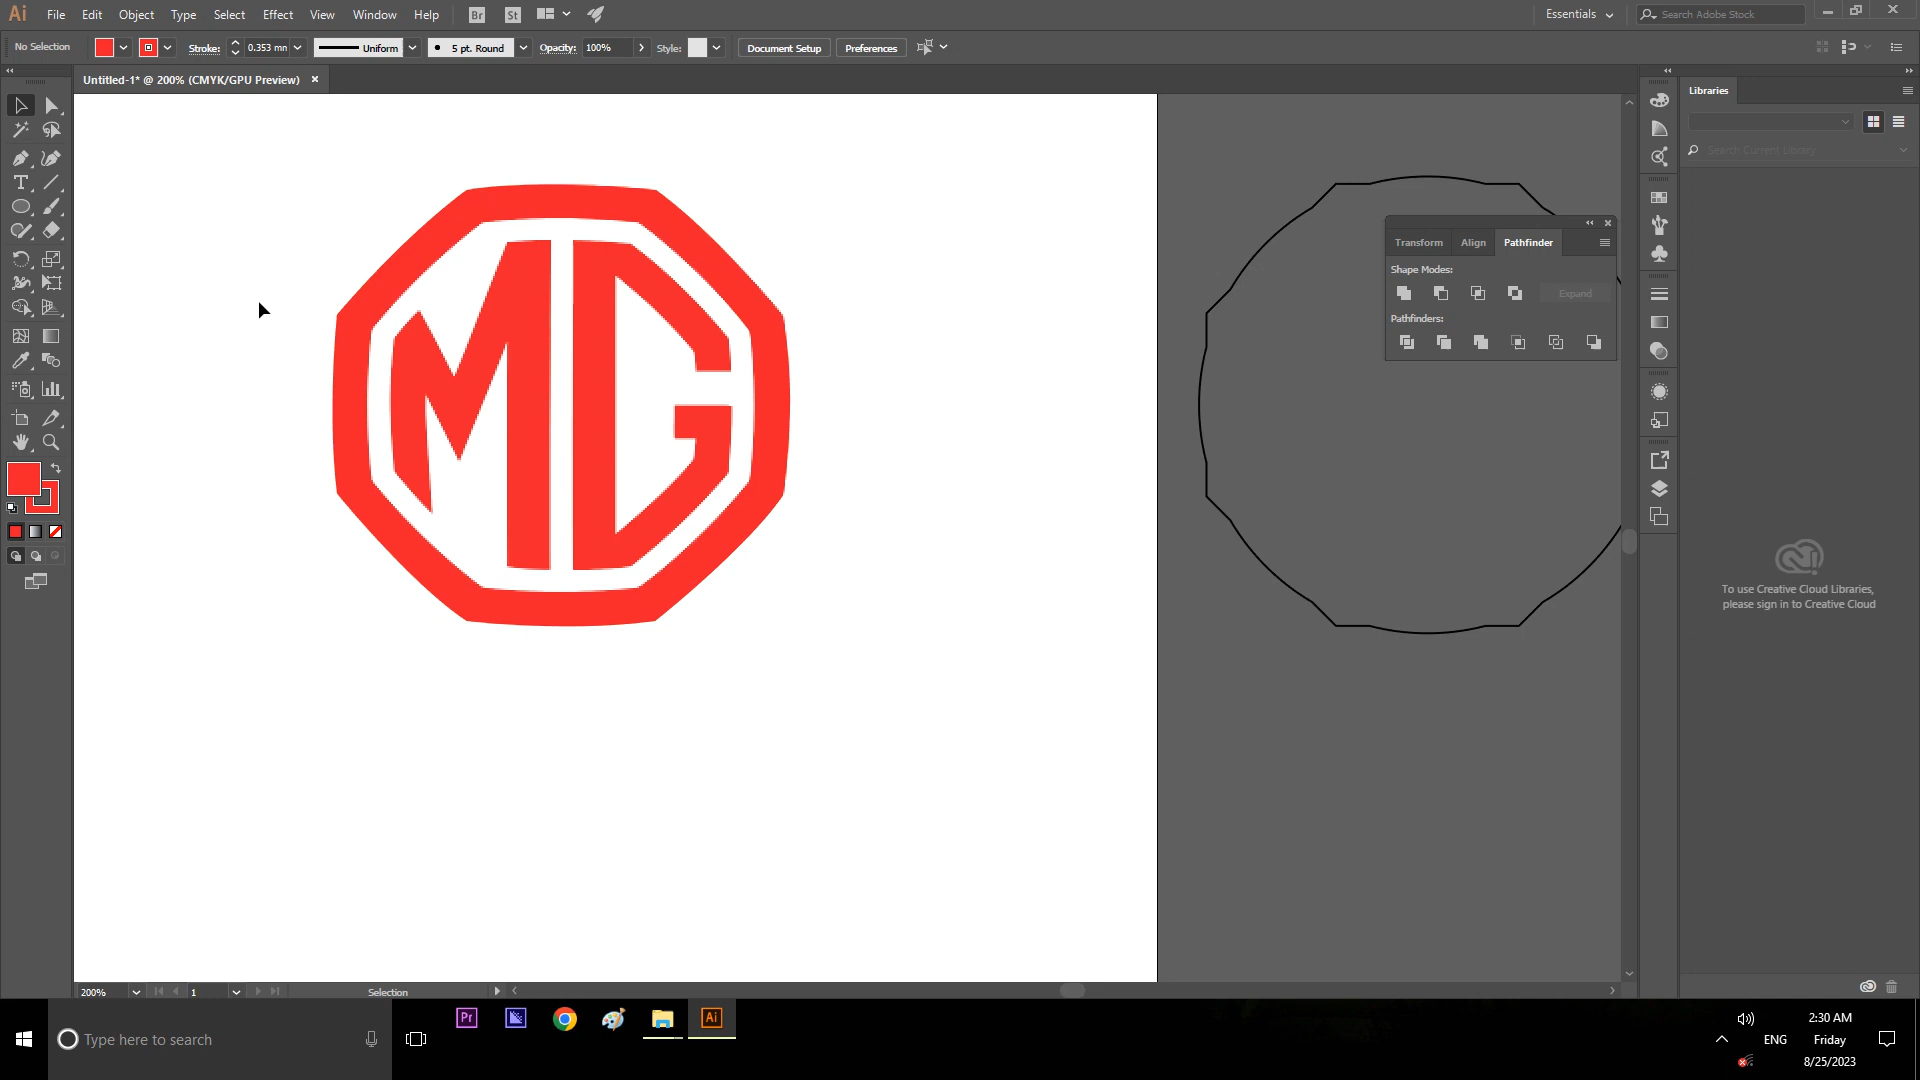 Ai File Edit Object Type Select Effect View Window Help Br St Essentials Search Adobe Stock
No Selection Stroke: 0.353 mm Uniform 5 pt. Round Opacity: 100% Style: Document Setup Preferences
Untitled-1* @ 200% (CMYK/GPU Preview)
Libraries
Search Current Library
Transform Align Pathfinder
Shape Modes:
Expand
Pathfinders:
MG
To use Creative Cloud Libraries,
please sign in to Creative Cloud
200% 1 Selection
Type here to search
Pr
Ai
ENG
2:30 AM
Friday
8/25/2023